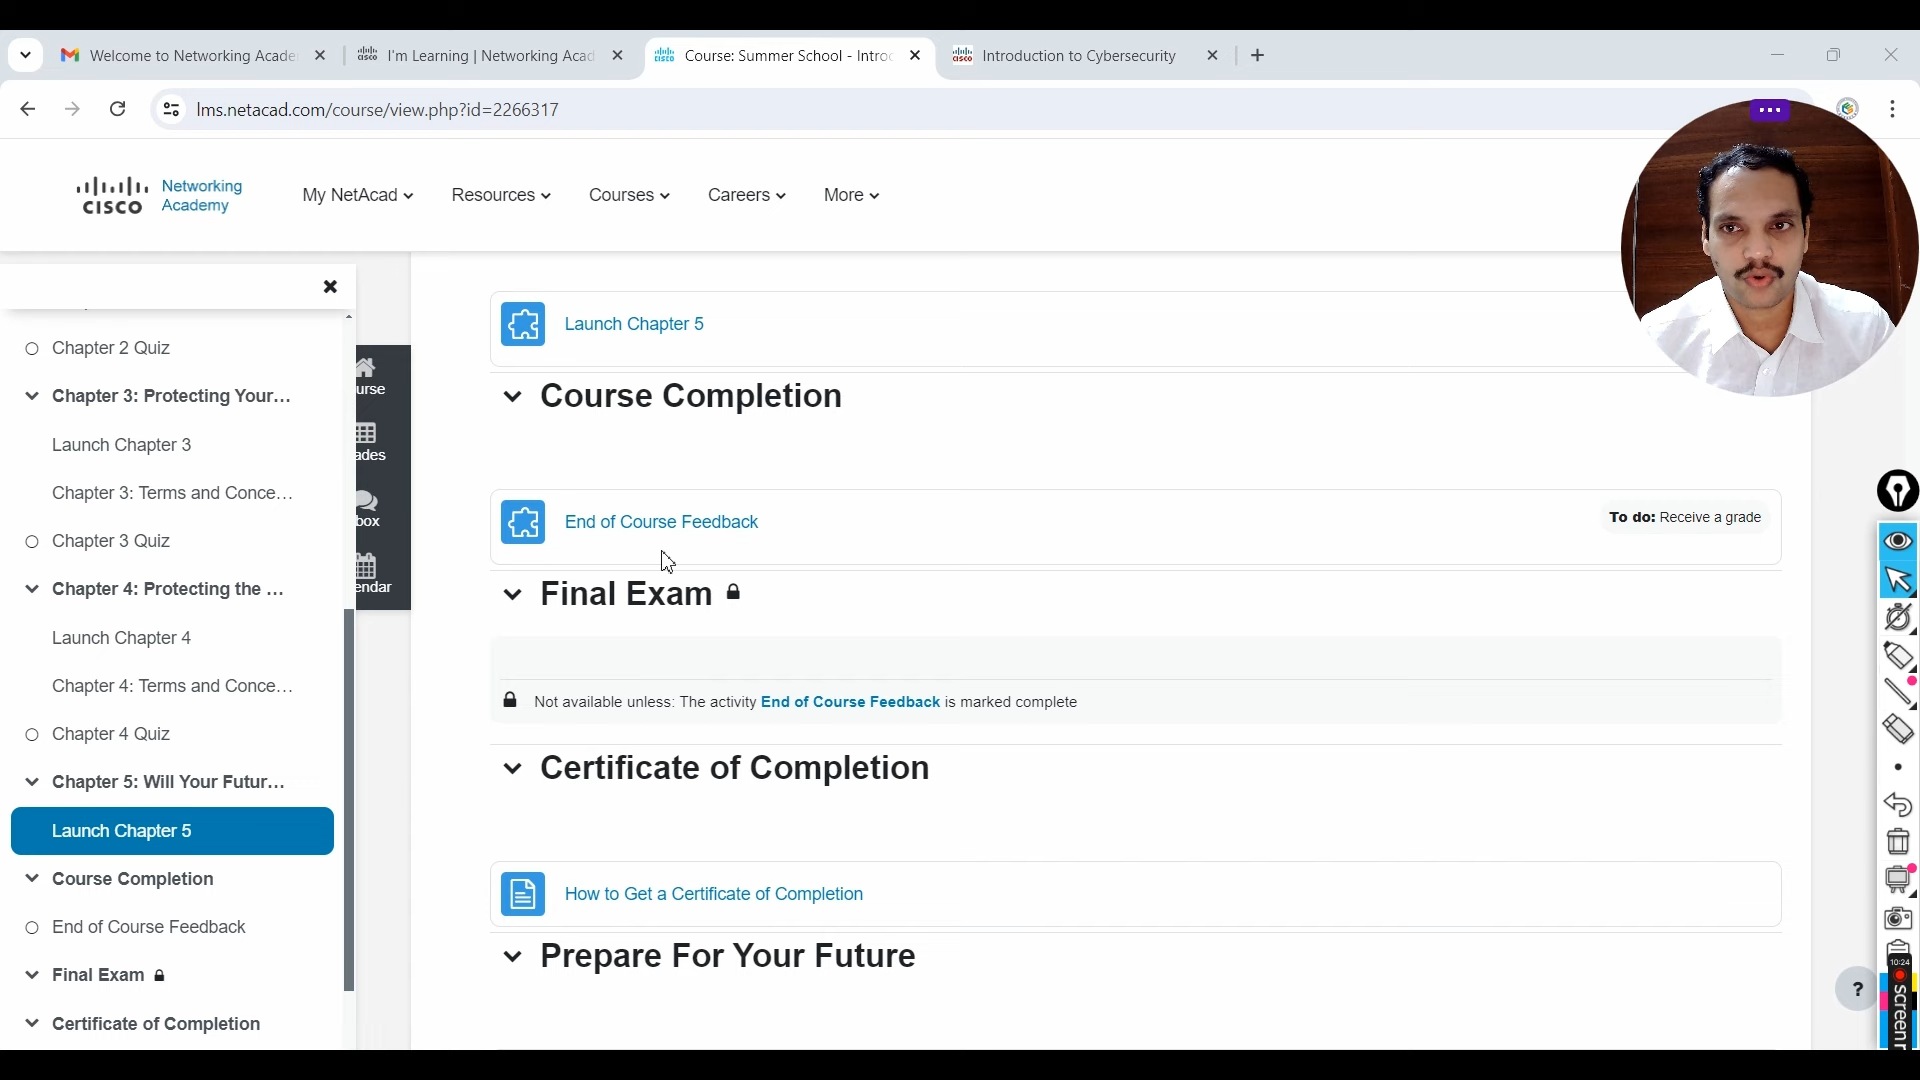 Welcome to Networking Acade
I'm Learning | Networking Acad
Course: Summer School - Introc
Introduction to Cybersecurity
lms.netacad.com/course/view.php?id=2266317
CISCO
Networking
Academy
My NetAcad
Resources
Courses
Careers
More
Chapter 2 Quiz
Chapter 3: Protecting Your...
Launch Chapter 3
Chapter 3: Terms and Conce...
Chapter 3 Quiz
Chapter 4: Protecting the ...
Launch Chapter 4
Chapter 4: Terms and Conce...
Chapter 4 Quiz
Chapter 5: Will Your Futur...
Launch Chapter 5
Course Completion
End of Course Feedback
Final Exam
Certificate of Completion
urse
ades
box
endar
Launch Chapter 5
Course Completion
End of Course Feedback
To do: Receive a grade
Final Exam
Not available unless: The activity End of Course Feedback is marked complete
Certificate of Completion
How to Get a Certificate of Completion
Prepare For Your Future
?
10:24
screenr